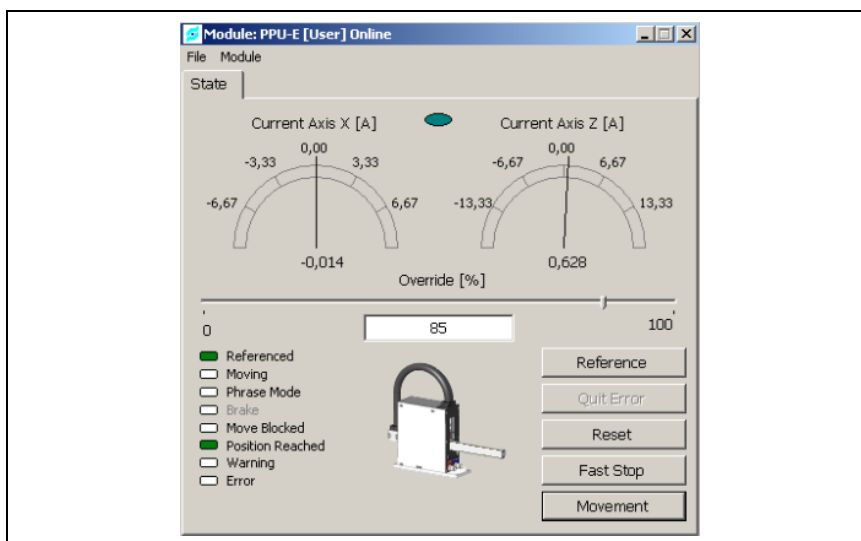 Module: PPU-E [User] Online
File Module
State
Current Axis X [A]
0,00
-3,33 3,33
-6,67 6,67
-0,014
Current Axis Z [A]
0,00
-6,67 6,67
-13,33 13,33
0,628
Override [%]
0 85 100
Referenced
Moving
Phrase Mode
Brake
Move Blocked
Position Reached
Warning
Error
Reference
Quit Error
Reset
Fast Stop
Movement